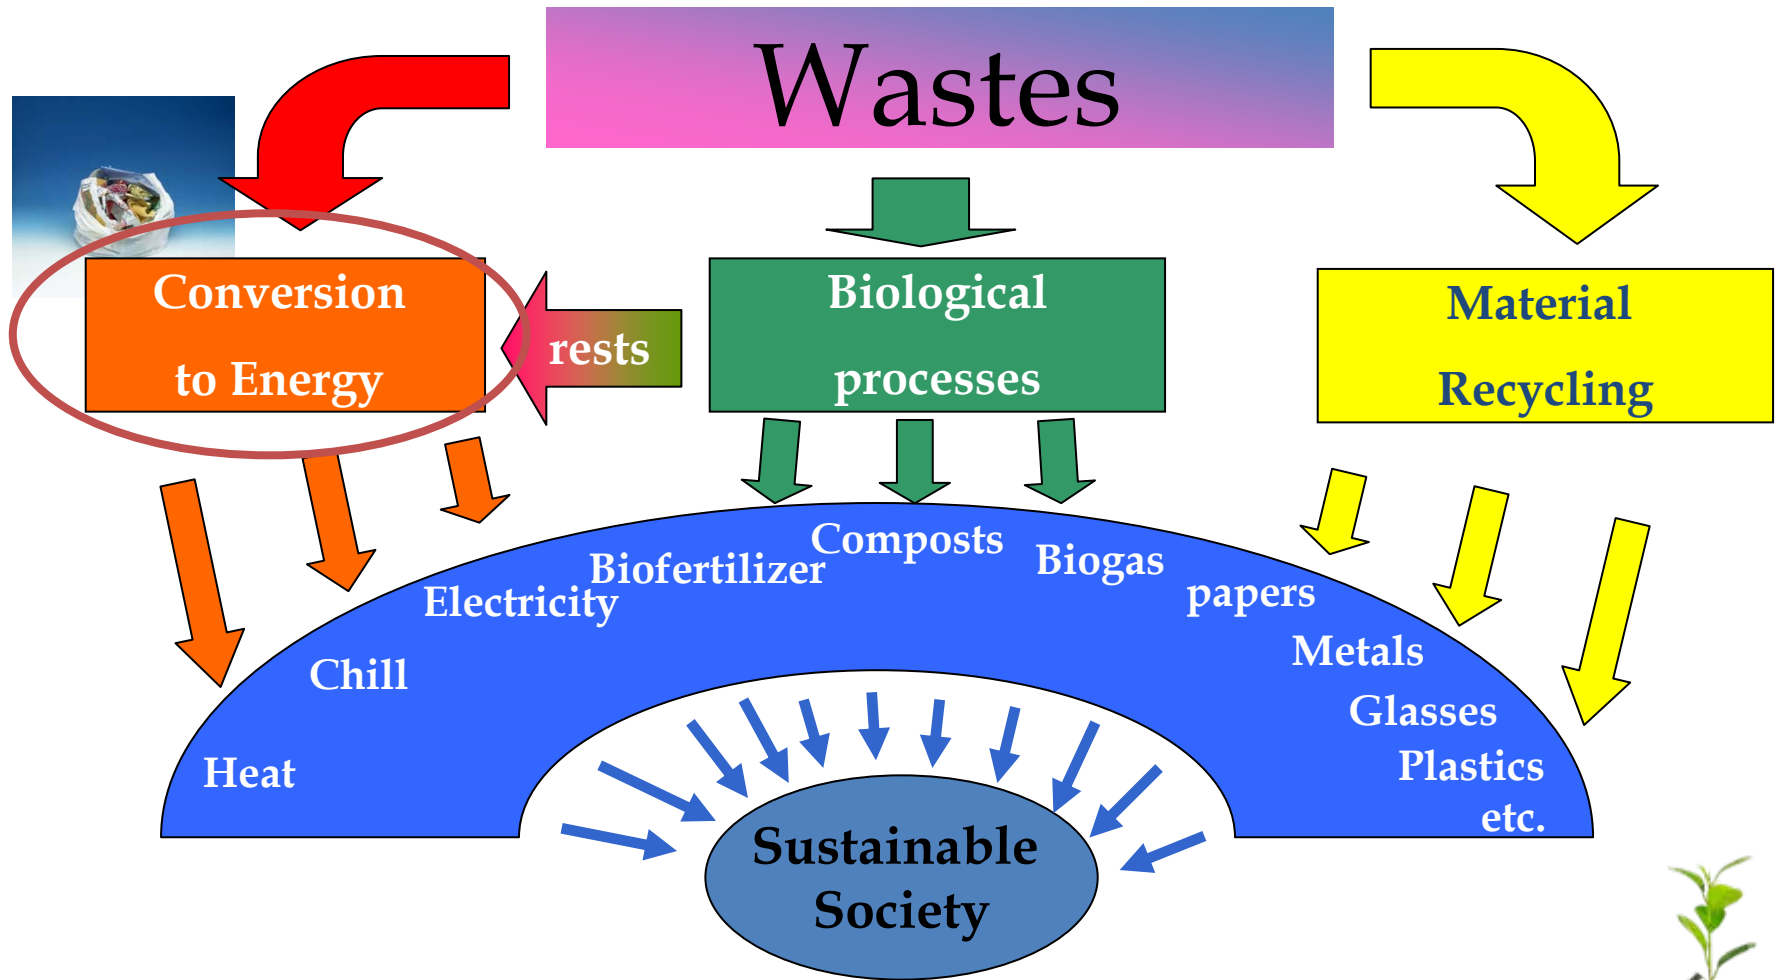 Wastes
Conversion
to Energy
rests
Biological
processes
Material
Recycling
Heat
Chill
Electricity
Biofertilizer
Composts
Biogas
papers
Metals
Glasses
Plastics
etc.
Sustainable
Society